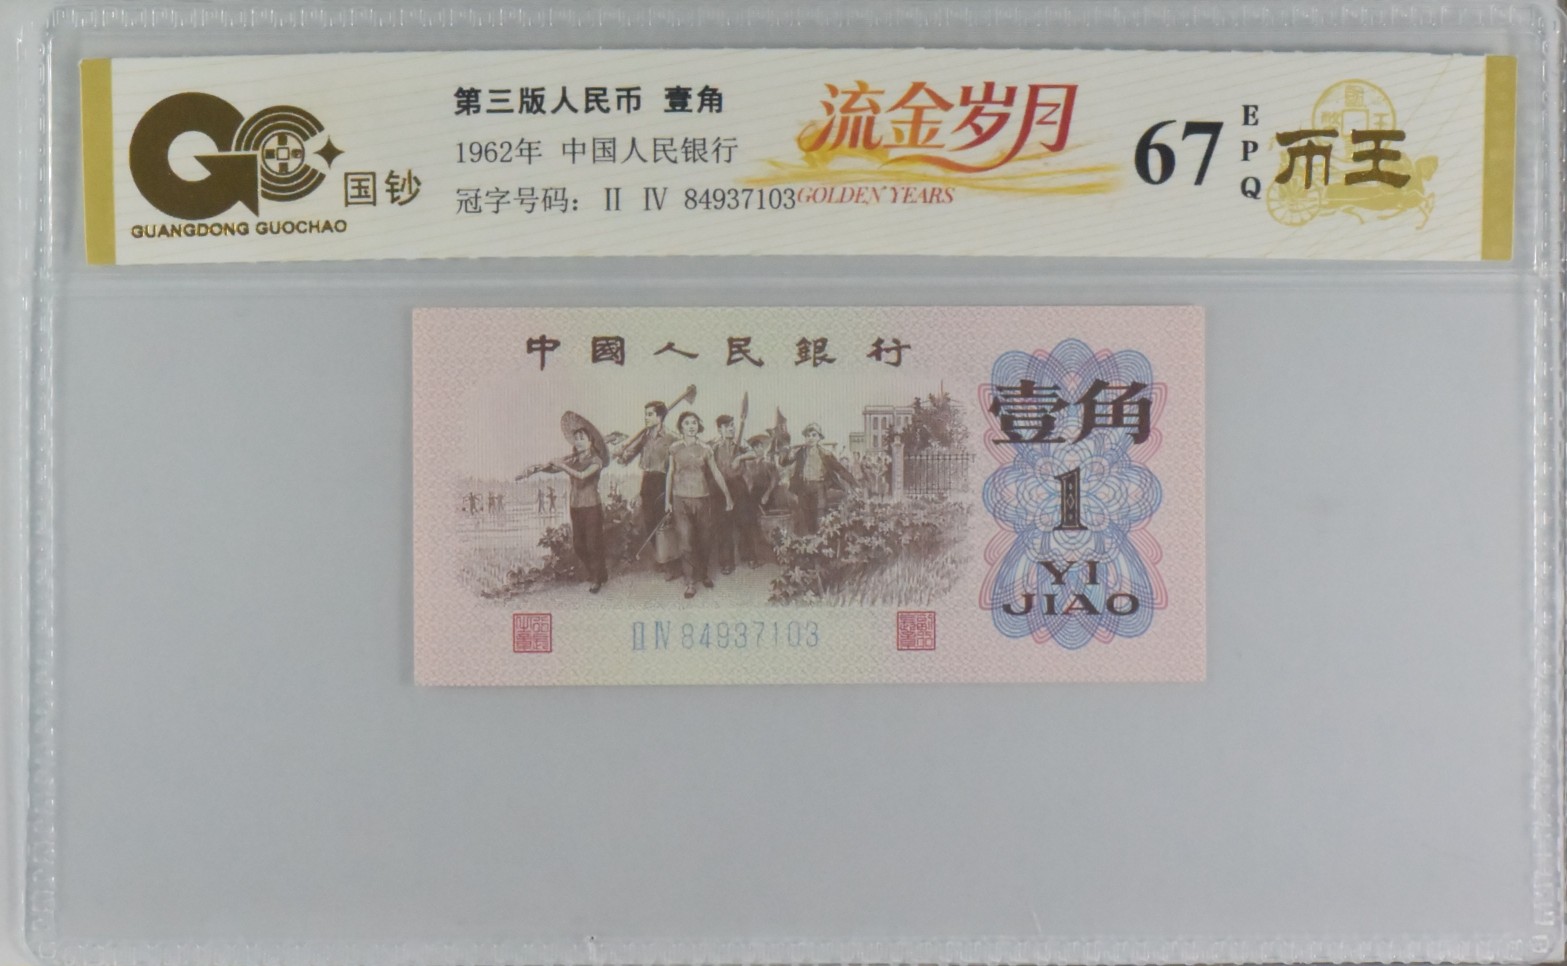 国钞
GUANGDONG GUOCHAO
第三版人民币 壹角
1962年 中国人民银行
冠字号码: Ⅱ Ⅳ 84937103
流金岁月
GOLDEN YEARS
67
EPQ
币王
中國人民銀行
壹角
1
YI
JIAO
Ⅱ Ⅳ 84937103